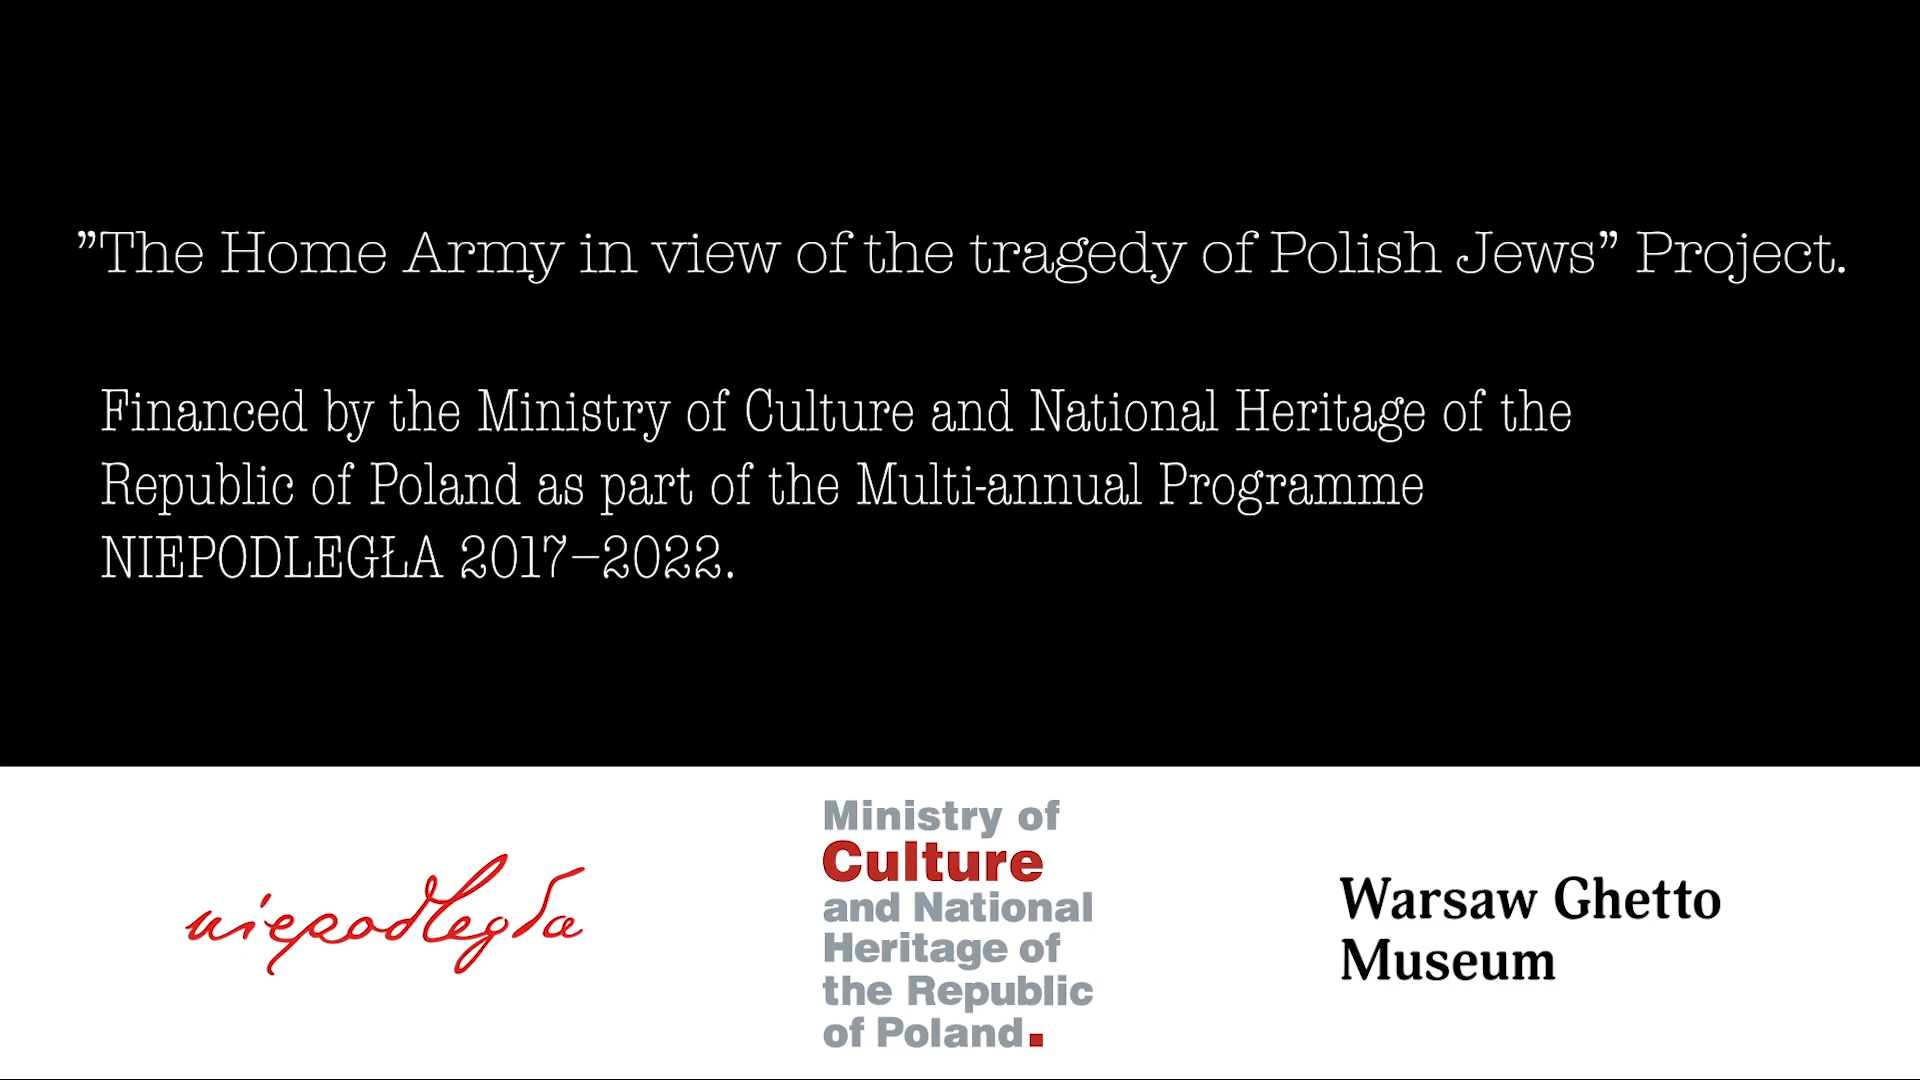 ”The Home Army in view of the tragedy of Polish Jews” Project.
Financed by the Ministry of Culture and National Heritage of the
Republic of Poland as part of the Multi-annual Programme
NIEPODLEGŁA 2017–2022.
niepodległa
Ministry of
Culture
and National
Heritage of
the Republic
of Poland.
Warsaw Ghetto
Museum